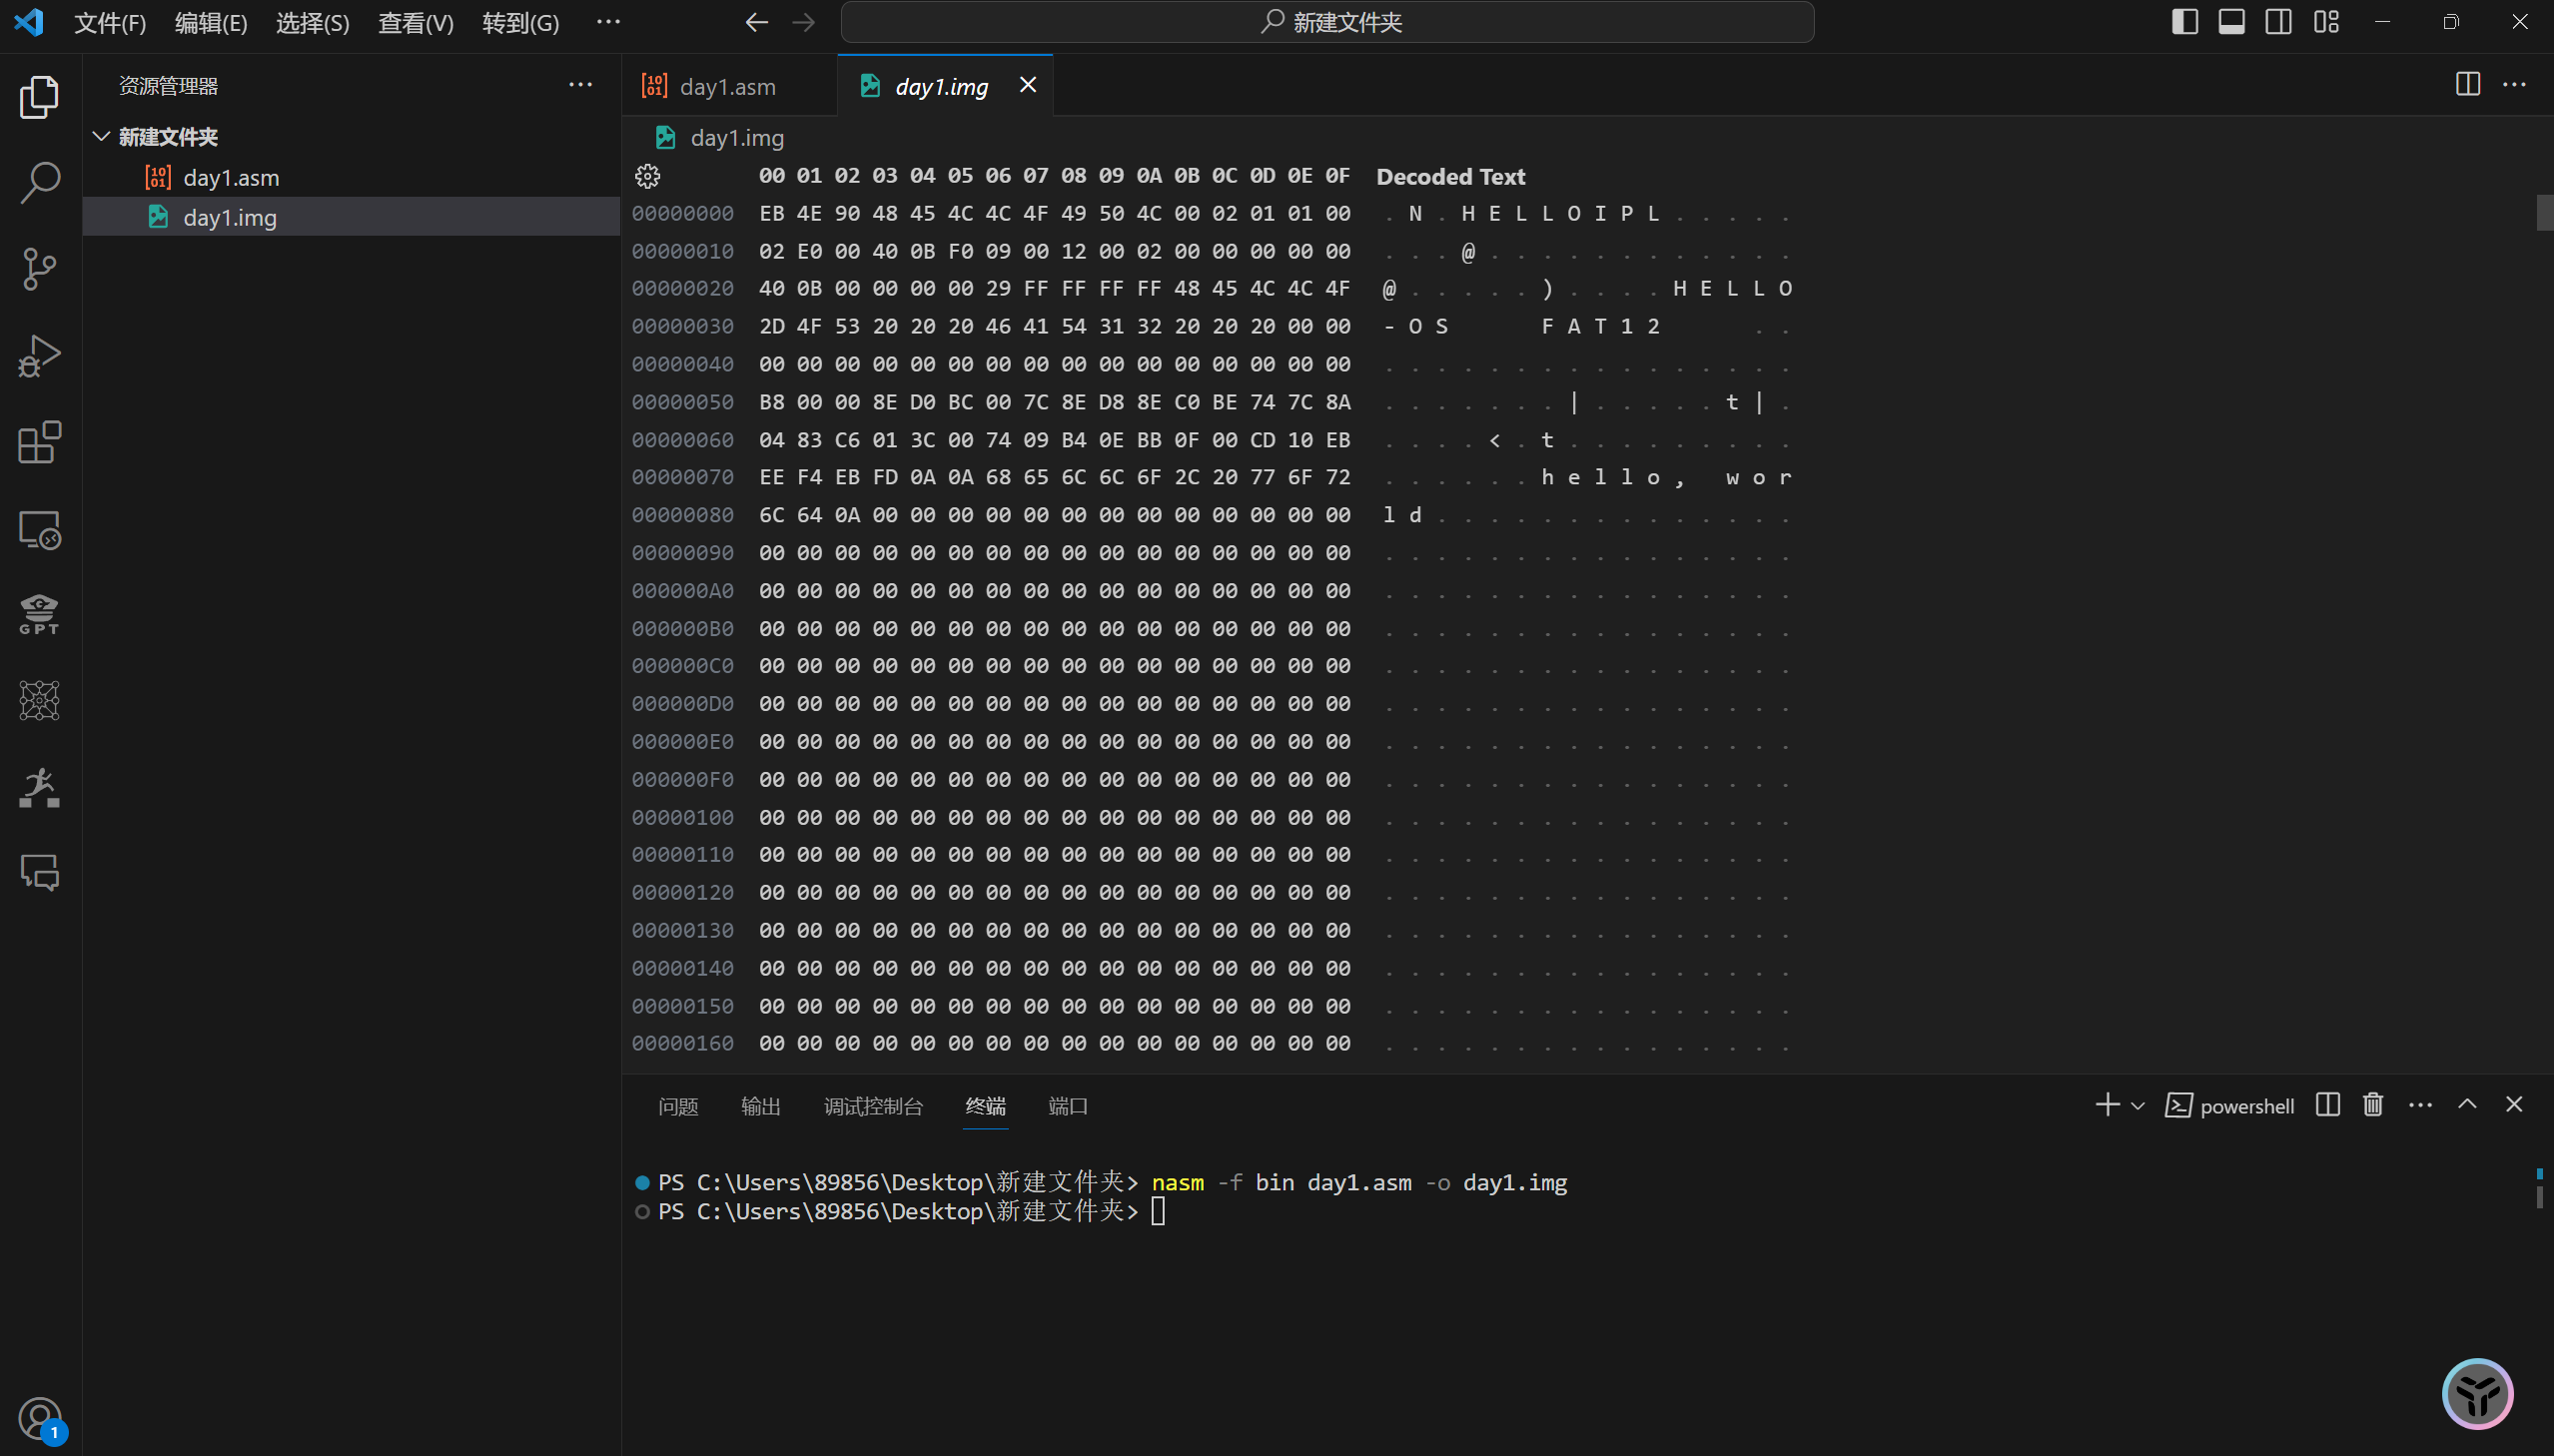 文件(F) 编辑(E) 选择(S) 查看(V) 转到(G) ··· 新建文件夹
资源管理器 ···
新建文件夹
day1.asm
day1.img
GPT
1
day1.asm day1.img
day1.img
00 01 02 03 04 05 06 07 08 09 0A 0B 0C 0D 0E 0F Decoded Text
00000000 EB 4E 90 48 45 4C 4C 4F 49 50 4C 00 02 01 01 00 . N . H E L L O I P L . . . . .
00000010 02 E0 00 40 0B F0 09 00 12 00 02 00 00 00 00 00 . . . @ . . . . . . . . . . . .
00000020 40 0B 00 00 00 00 29 FF FF FF FF 48 45 4C 4C 4F @ . . . . . ) . . . . H E L L O
00000030 2D 4F 53 20 20 20 46 41 54 31 32 20 20 20 00 00 - O S F A T 1 2 . .
00000040 00 00 00 00 00 00 00 00 00 00 00 00 00 00 00 00 . . . . . . . . . . . . . . . .
00000050 B8 00 00 8E D0 BC 00 7C 8E D8 8E C0 BE 74 7C 8A . . . . . . . | . . . . . t | .
00000060 04 83 C6 01 3C 00 74 09 B4 0E BB 0F 00 CD 10 EB . . . . < . t . . . . . . . . .
00000070 EE F4 EB FD 0A 0A 68 65 6C 6C 6F 2C 20 77 6F 72 . . . . . . h e l l o , w o r
00000080 6C 64 0A 00 00 00 00 00 00 00 00 00 00 00 00 00 l d . . . . . . . . . . . . . .
00000090 00 00 00 00 00 00 00 00 00 00 00 00 00 00 00 00 . . . . . . . . . . . . . . . .
000000A0 00 00 00 00 00 00 00 00 00 00 00 00 00 00 00 00 . . . . . . . . . . . . . . . .
000000B0 00 00 00 00 00 00 00 00 00 00 00 00 00 00 00 00 . . . . . . . . . . . . . . . .
000000C0 00 00 00 00 00 00 00 00 00 00 00 00 00 00 00 00 . . . . . . . . . . . . . . . .
000000D0 00 00 00 00 00 00 00 00 00 00 00 00 00 00 00 00 . . . . . . . . . . . . . . . .
000000E0 00 00 00 00 00 00 00 00 00 00 00 00 00 00 00 00 . . . . . . . . . . . . . . . .
000000F0 00 00 00 00 00 00 00 00 00 00 00 00 00 00 00 00 . . . . . . . . . . . . . . . .
00000100 00 00 00 00 00 00 00 00 00 00 00 00 00 00 00 00 . . . . . . . . . . . . . . . .
00000110 00 00 00 00 00 00 00 00 00 00 00 00 00 00 00 00 . . . . . . . . . . . . . . . .
00000120 00 00 00 00 00 00 00 00 00 00 00 00 00 00 00 00 . . . . . . . . . . . . . . . .
00000130 00 00 00 00 00 00 00 00 00 00 00 00 00 00 00 00 . . . . . . . . . . . . . . . .
00000140 00 00 00 00 00 00 00 00 00 00 00 00 00 00 00 00 . . . . . . . . . . . . . . . .
00000150 00 00 00 00 00 00 00 00 00 00 00 00 00 00 00 00 . . . . . . . . . . . . . . . .
00000160 00 00 00 00 00 00 00 00 00 00 00 00 00 00 00 00 . . . . . . . . . . . . . . . .
问题 输出 调试控制台 终端 端口 powershell
PS C:\Users\89856\Desktop\新建文件夹> nasm -f bin day1.asm -o day1.img
PS C:\Users\89856\Desktop\新建文件夹>